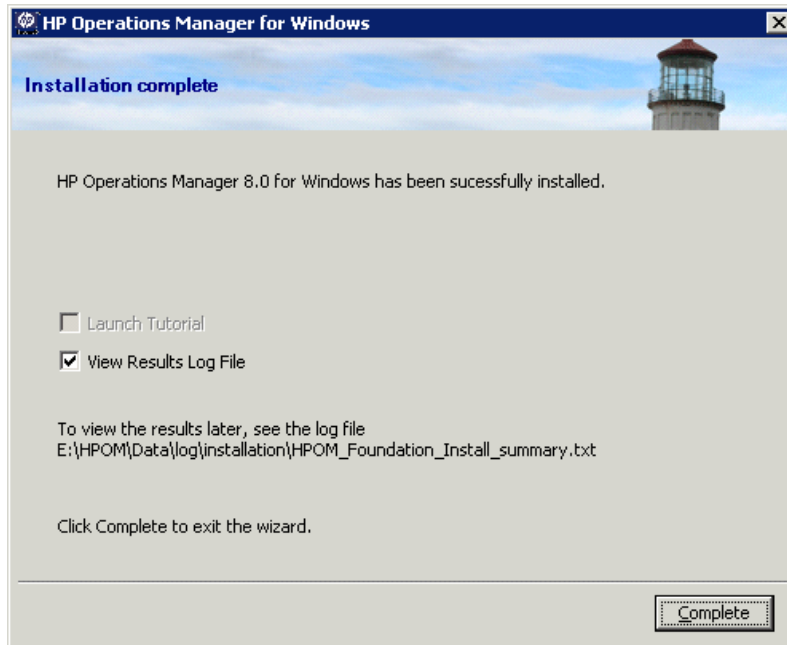 HP Operations Manager for Windows
Installation complete
HP Operations Manager 8.0 for Windows has been sucessfully installed.
Launch Tutorial
View Results Log File
To view the results later, see the log file
E:\HPOM\Data\log\installation\HPOM_Foundation_Install_summary.txt
Click Complete to exit the wizard.
Complete